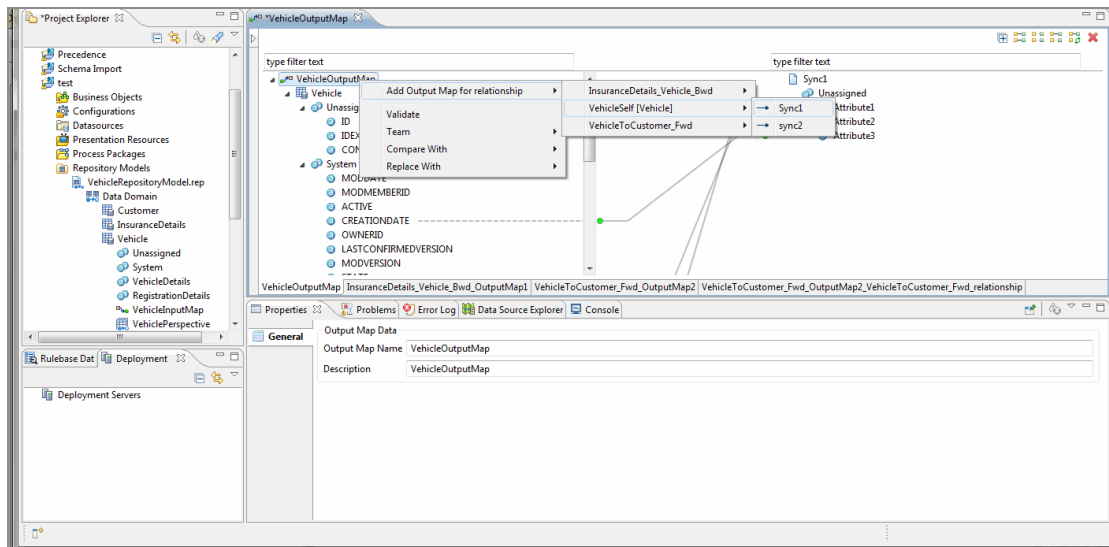 *Project Explorer
Precedence
Schema Import
test
Business Objects
Configurations
Datasources
Presentation Resources
Process Packages
Repository Models
VehicleRepositoryModel.rep
Data Domain
Customer
InsuranceDetails
Vehicle
Unassigned
System
VehicleDetails
RegistrationDetails
VehicleInputMap
VehiclePerspective
Rulebase Dat
Deployment
Deployment Servers
*VehicleOutputMap
type filter text
type filter text
VehicleOutputMap
Vehicle
Unassig
ID
IDEX
CON
System
MODDATE
MODMEMBERID
ACTIVE
CREATIONDATE
OWNERID
LASTCONFIRMEDVERSION
MODVERSION
Add Output Map for relationship
Validate
Team
Compare With
Replace With
InsuranceDetails_Vehicle_Bwd
VehicleSelf [Vehicle]
VehicleToCustomer_Fwd
Sync1
sync2
Sync1
Unassigned
Attribute1
Attribute2
Attribute3
VehicleOutputMap InsuranceDetails_Vehicle_Bwd_OutputMap1 VehicleToCustomer_Fwd_OutputMap2 VehicleToCustomer_Fwd_OutputMap2_VehicleToCustomer_Fwd_relationship
Properties Problems Error Log Data Source Explorer Console
General
Output Map Data
Output Map Name VehicleOutputMap
Description VehicleOutputMap